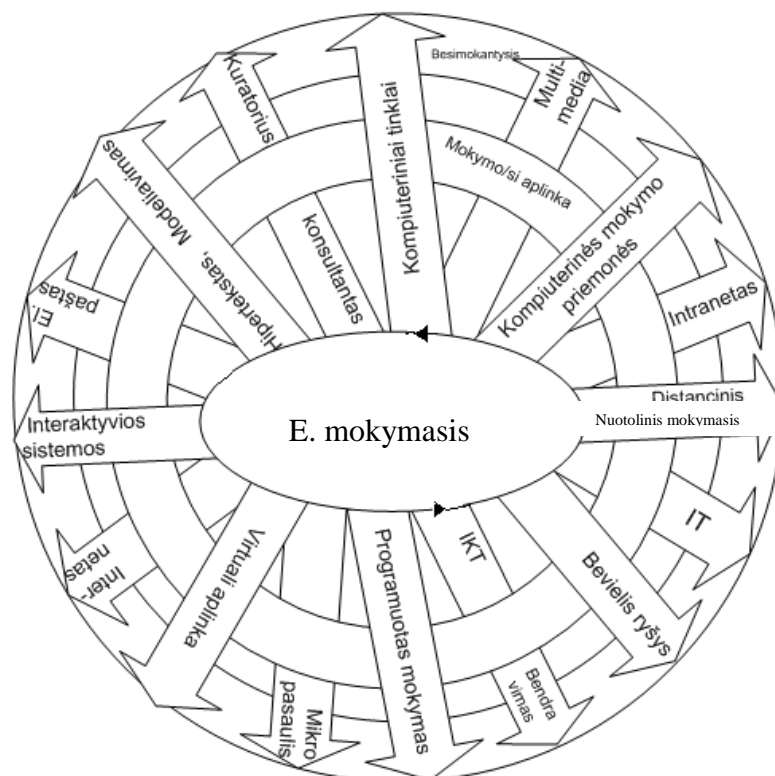 Besimokantysis
Kuratorius
Kompiuteriniai tinklai
Multi-
media
Mokymo/si aplinka
Hipertekstas, Modeliavimas
konsultantas
Kompiuterinės mokymo
priemonės
El.
paštas
Intranetas
Distancinis
Nuotolinis mokymasis
Interaktyvios
sistemos
E. mokymasis
IT
Inter-
netas
Virtuali aplinka
IKT
Bevielis ryšys
Programuotas mokymas
Mikro
pasaulis
Bendra
vimas